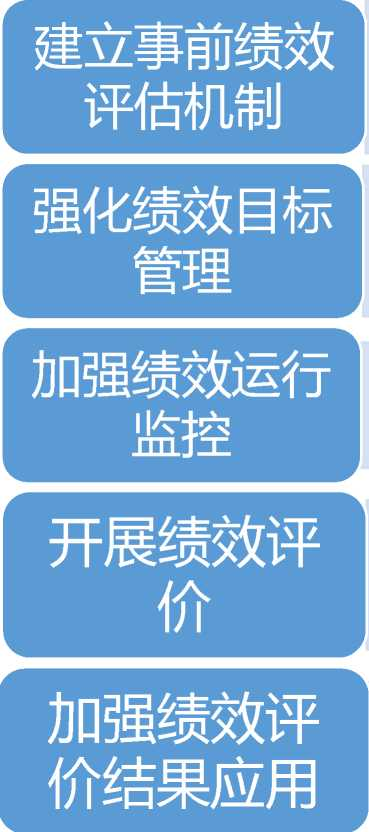 建立事前绩效
评估机制
强化绩效目标
管理
加强绩效运行
监控
开展绩效评
价
加强绩效评
价结果应用